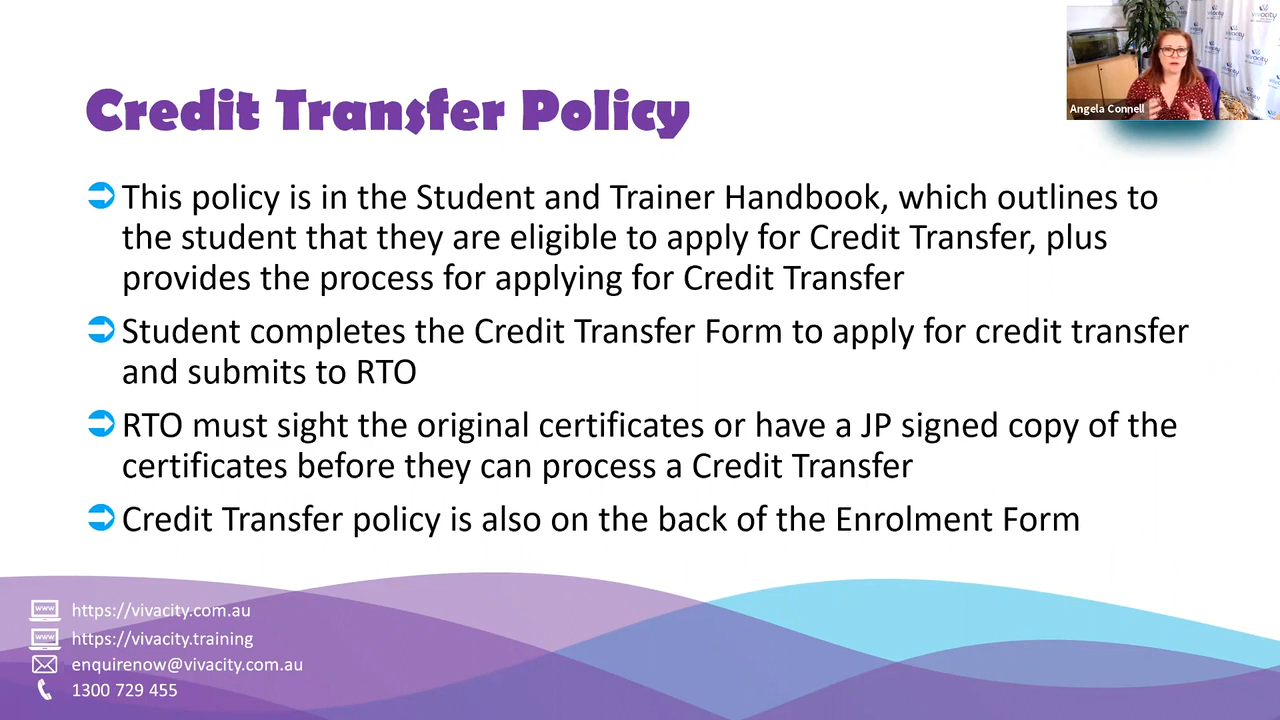 Credit Transfer Policy
Angela Connell
This policy is in the Student and Trainer Handbook, which outlines to
the student that they are eligible to apply for Credit Transfer, plus
provides the process for applying for Credit Transfer
Student completes the Credit Transfer Form to apply for credit transfer
and submits to RTO
RTO must sight the original certificates or have a JP signed copy of the
certificates before they can process a Credit Transfer
Credit Transfer policy is also on the back of the Enrolment Form
www https://vivacity.com.au
www https://vivacity.training
enquirenow@vivacity.com.au
1300 729 455